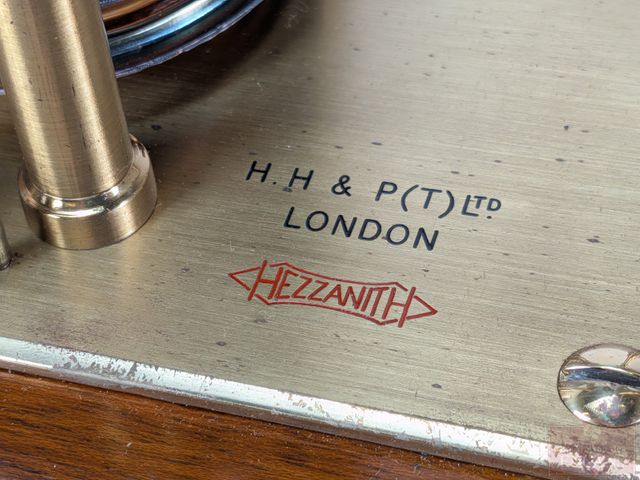 H. H & P(T) LTD.
LONDON
HEZZANITH